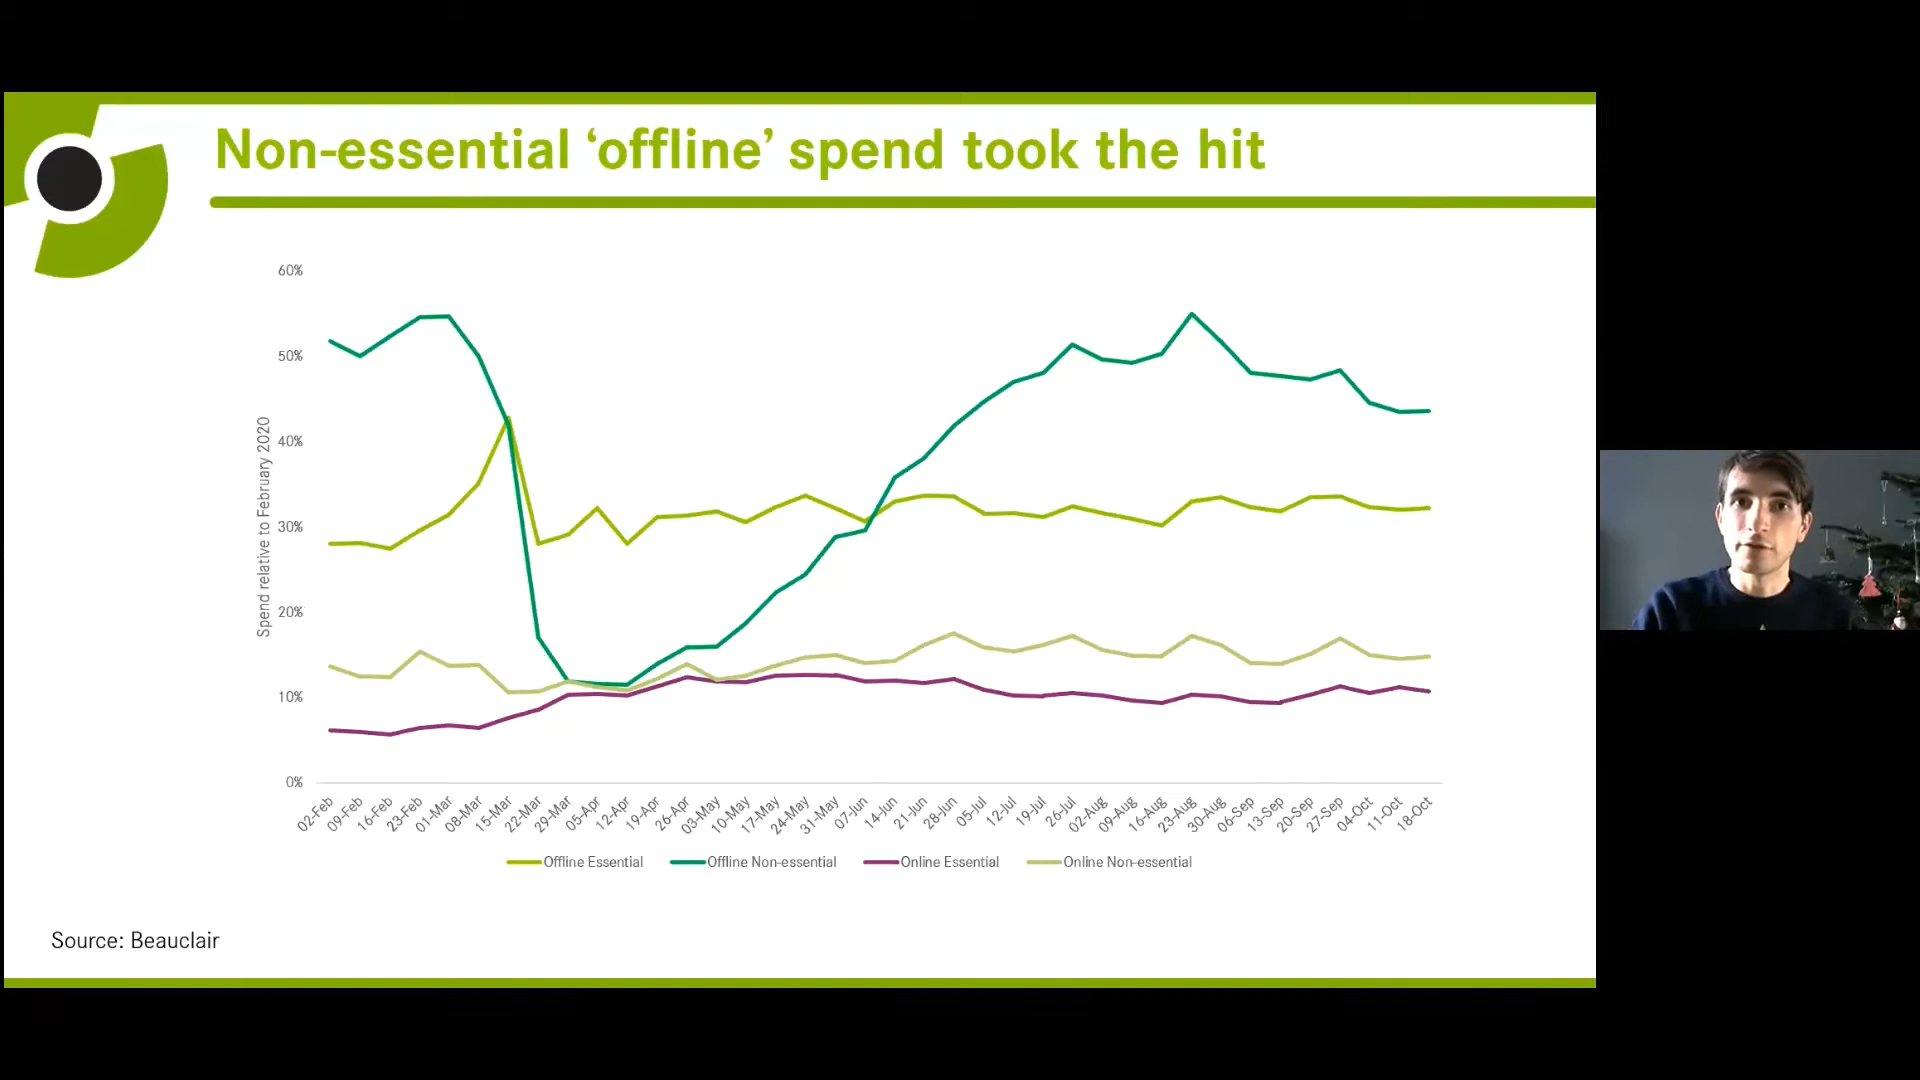 Non-essential ‘offline’ spend took the hit
Spend relative to February 2020
60%
50%
40%
30%
20%
10%
0%
02-Feb
09-Feb
16-Feb
23-Feb
01-Mar
08-Mar
15-Mar
22-Mar
29-Mar
05-Apr
12-Apr
19-Apr
26-Apr
03-May
10-May
17-May
24-May
31-May
07-Jun
14-Jun
21-Jun
28-Jun
05-Jul
12-Jul
19-Jul
26-Jul
02-Aug
09-Aug
16-Aug
23-Aug
30-Aug
06-Sep
13-Sep
20-Sep
27-Sep
04-Oct
11-Oct
18-Oct
Offline Essential Offline Non-essential Online Essential Online Non-essential
Source: Beauclair